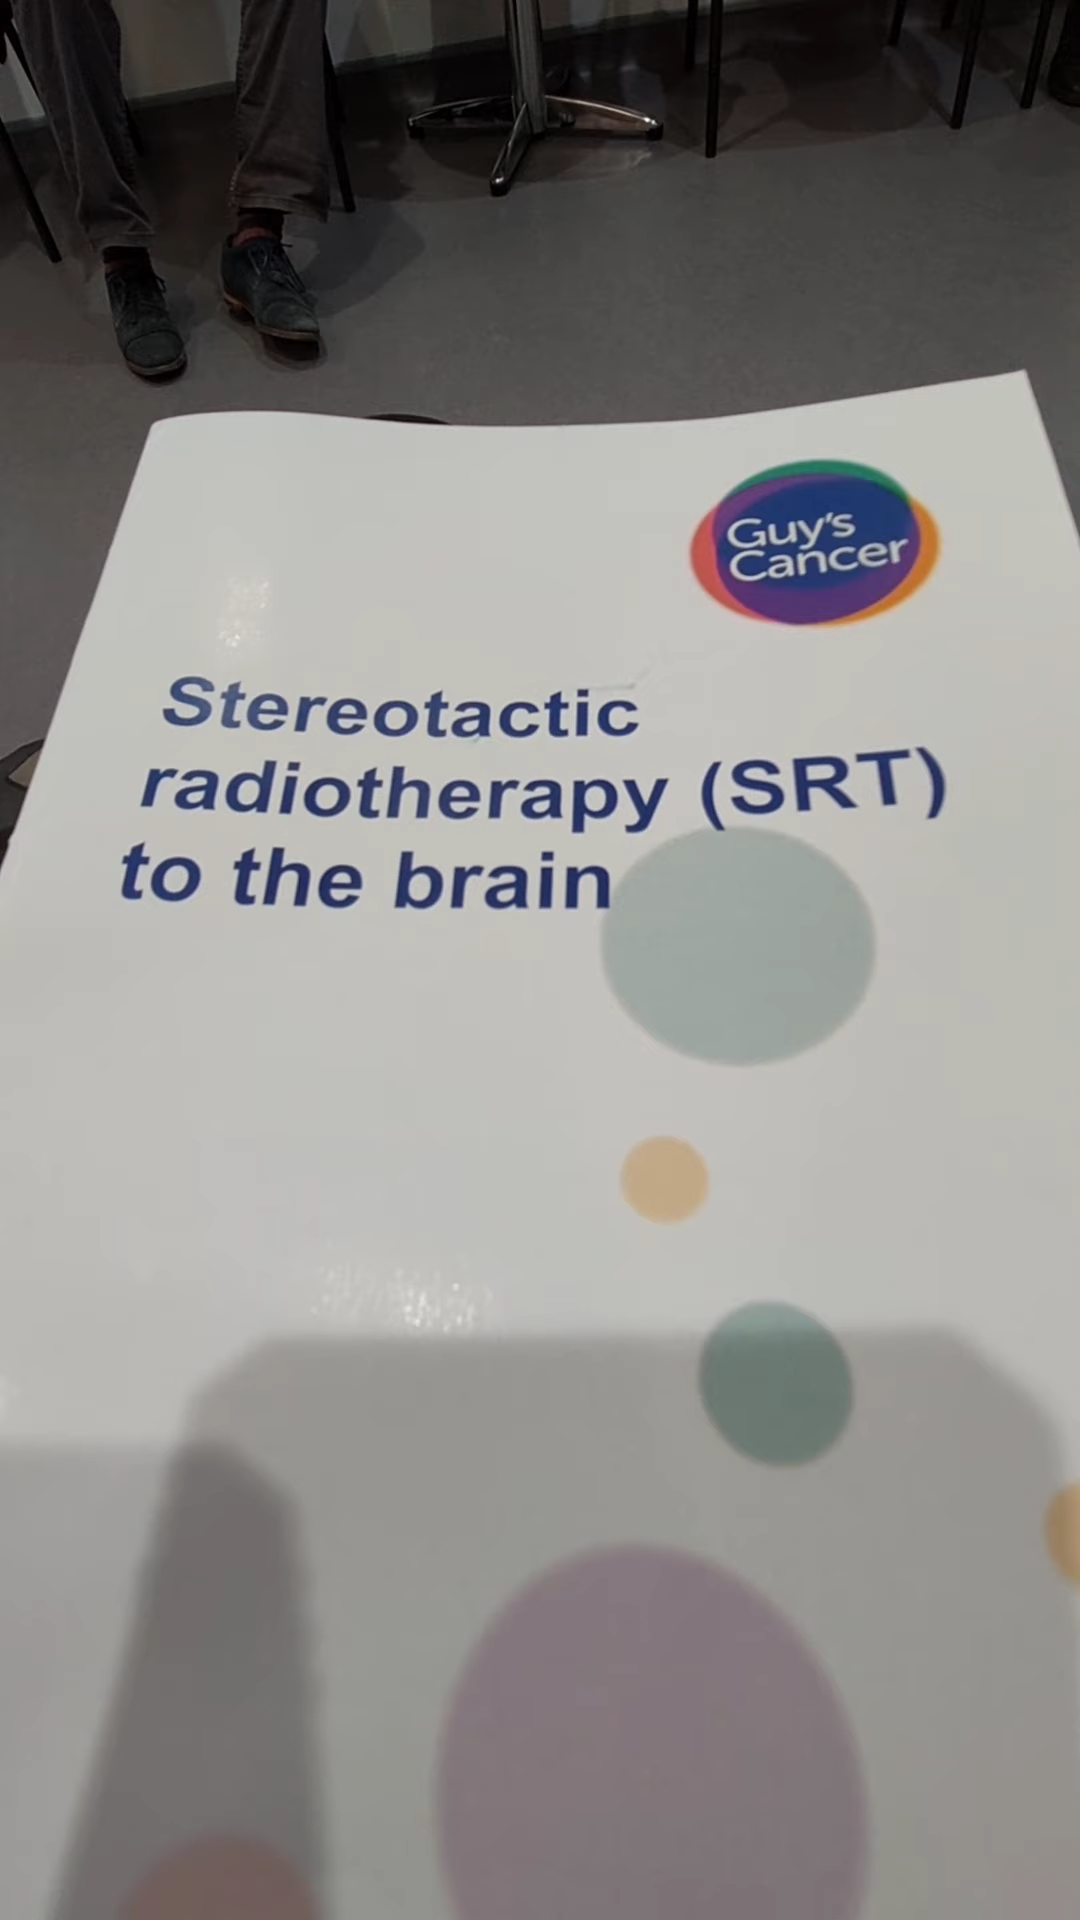 Guy's
Cancer
Stereotactic
radiotherapy (SRT)
to the brain